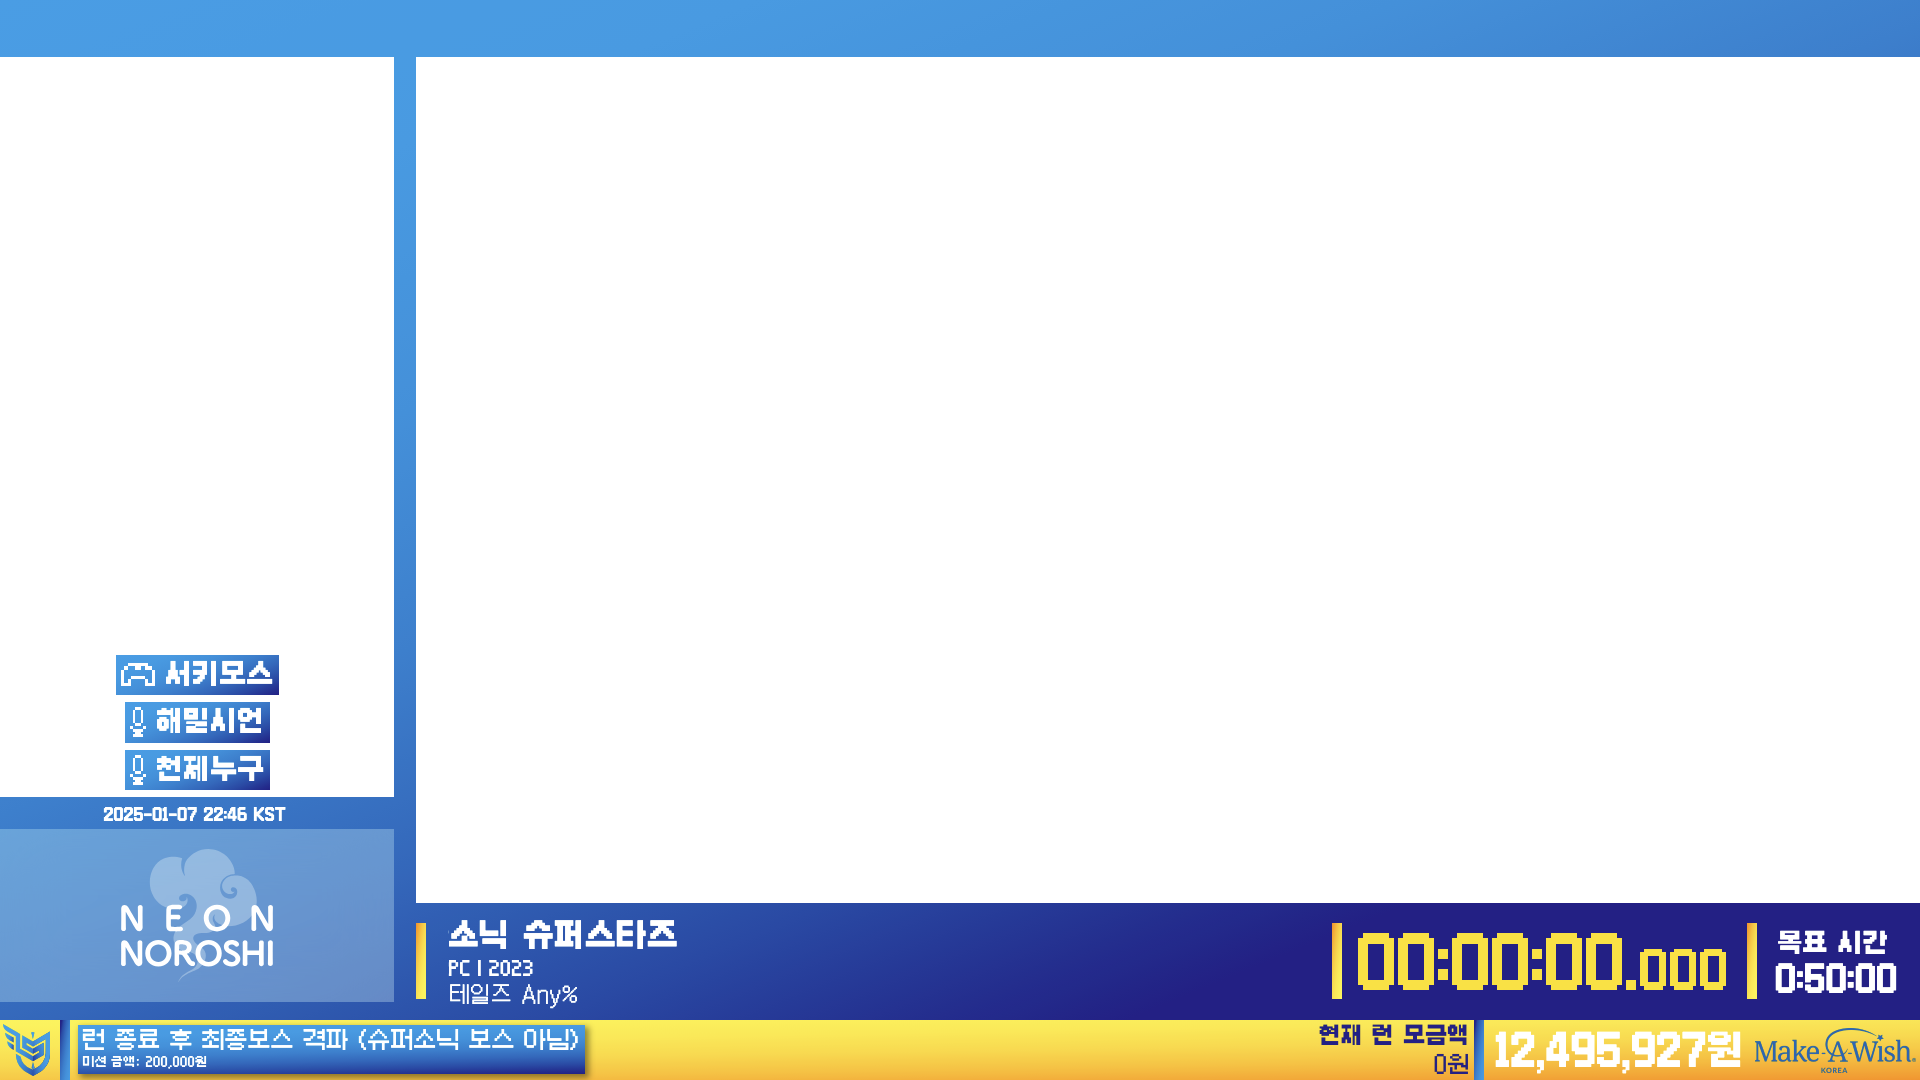 서키모스
해밀시언
천제누구
2025-01-07 22:46 KST
NEON
NOROSHI
소닉 슈퍼스타즈
PC | 2023
테일즈 Any%
00:00:00.000
목표 시간
0:50:00
런 종료 후 최종보스 격파 (슈퍼소닉 보스 아님)
미션 금액: 200,000원
현재 런 모금액
0원
12,495,927원
Make-A-Wish.
KOREA